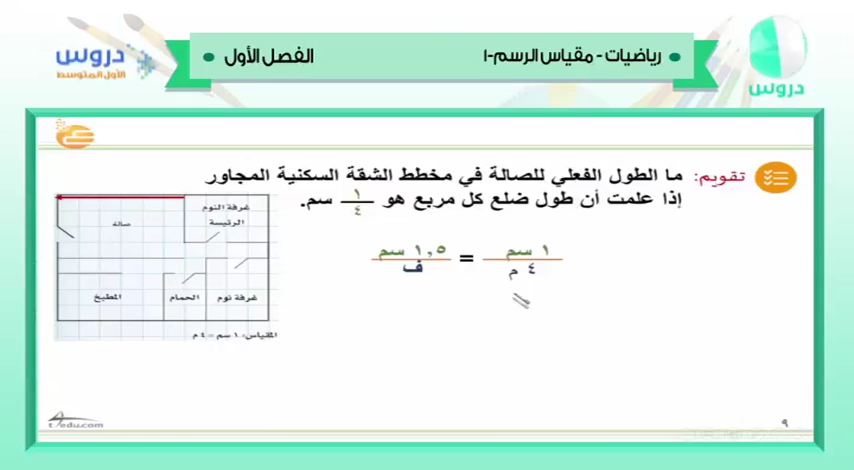 دروس
رياضيات - مقياس الرسم-١
الفصل الأول
دروس
الأول المتوسط
تقويم: ما الطول الفعلي للصالة في مخطط الشقة السكنية المجاور
إذا علمت أن طول ضلع كل مربع هو ١/٤ سم.
١ سم / ٤ م = ١,٥ سم / ف
غرفة النوم
الرئيسة
صالة
غرفة نوم
الحمام
المطبخ
المقياس: ١ سم = ٤ م
edu.com
٩